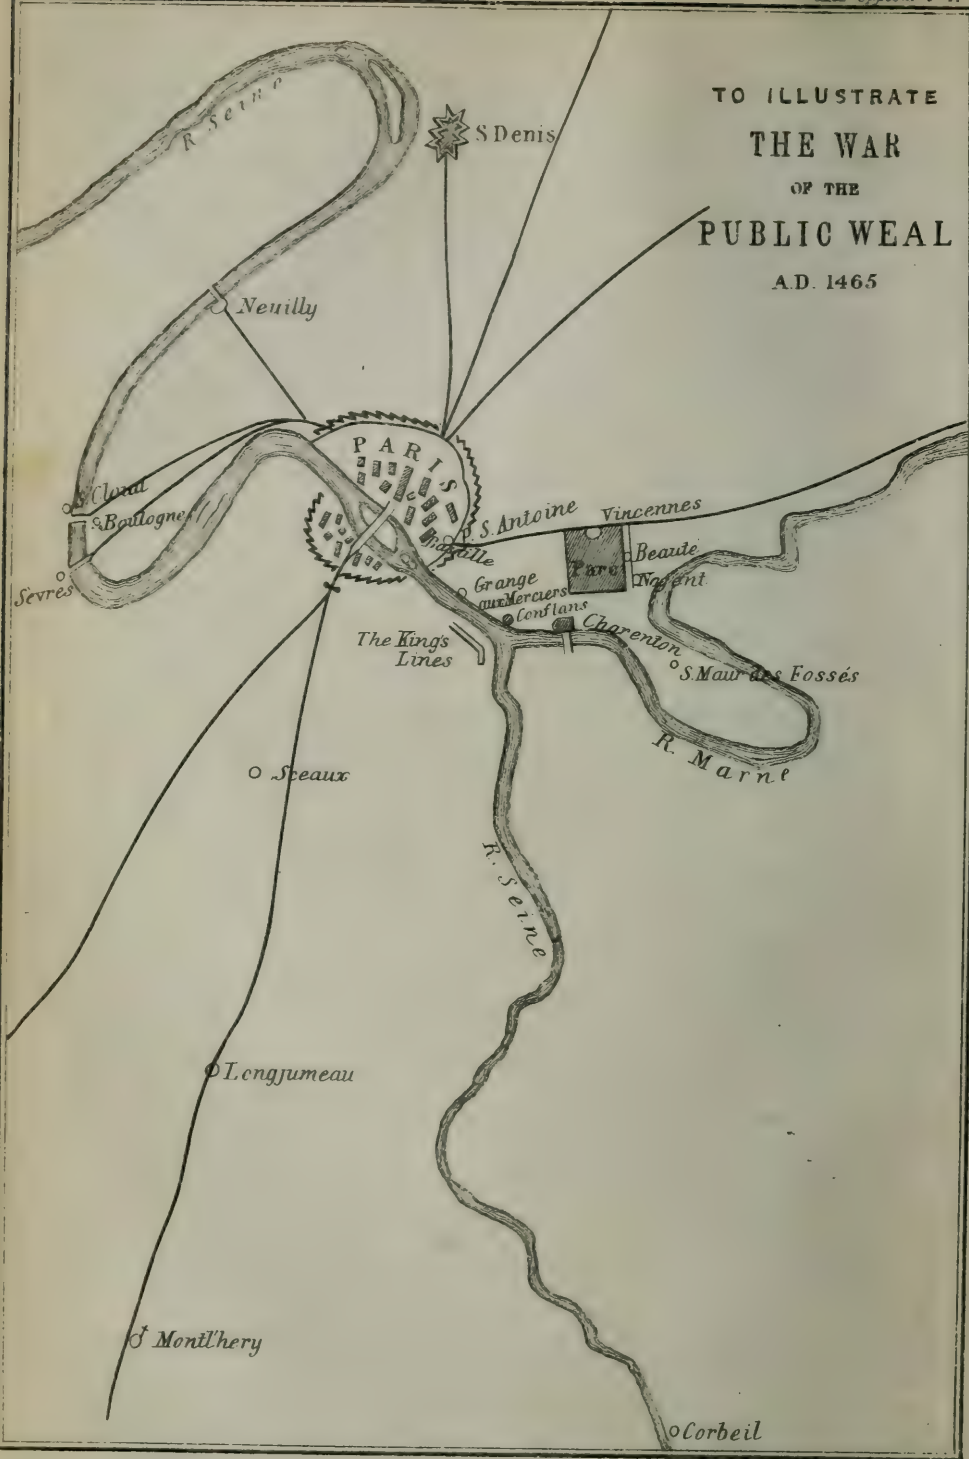 TO ILLUSTRATE
THE WAR
OF THE
PUBLIC WEAL
A.D. 1465
R. Seine
S Denis
Neuilly
PARIS
S. Cloud
Boulogne
Sevres
P. S. Antoine
Bastille
Vincennes
Parc
Beaute
Nogent
Grange
aux Merciers
Conflans
Charenton
The King's
Lines
S. Maur des Fossés
R. Marne
Sceaux
R. Seine
Longjumeau
Montl'hery
Corbeil